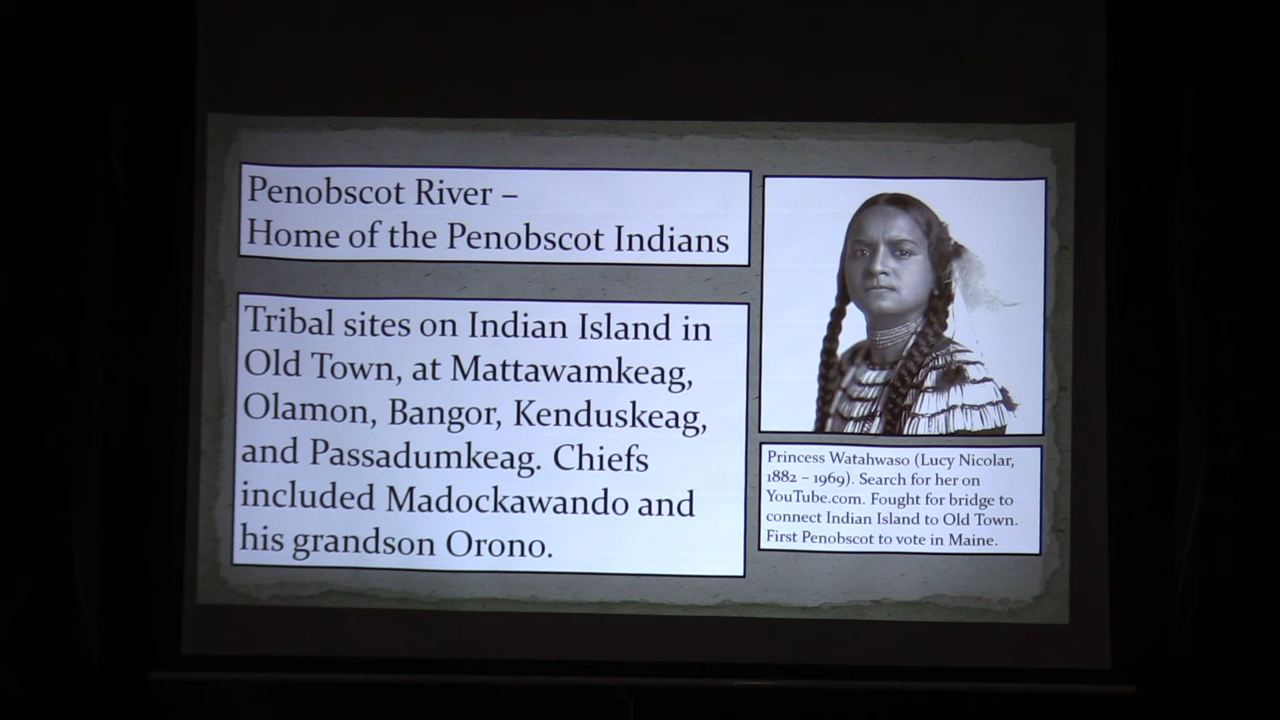 Penobscot River –
Home of the Penobscot Indians
Tribal sites on Indian Island in
Old Town, at Mattawamkeag,
Olamon, Bangor, Kenduskeag,
and Passadumkeag. Chiefs
included Madockawando and
his grandson Orono.
Princess Watahwaso (Lucy Nicolar,
1882 – 1969). Search for her on
YouTube.com. Fought for bridge to
connect Indian Island to Old Town.
First Penobscot to vote in Maine.